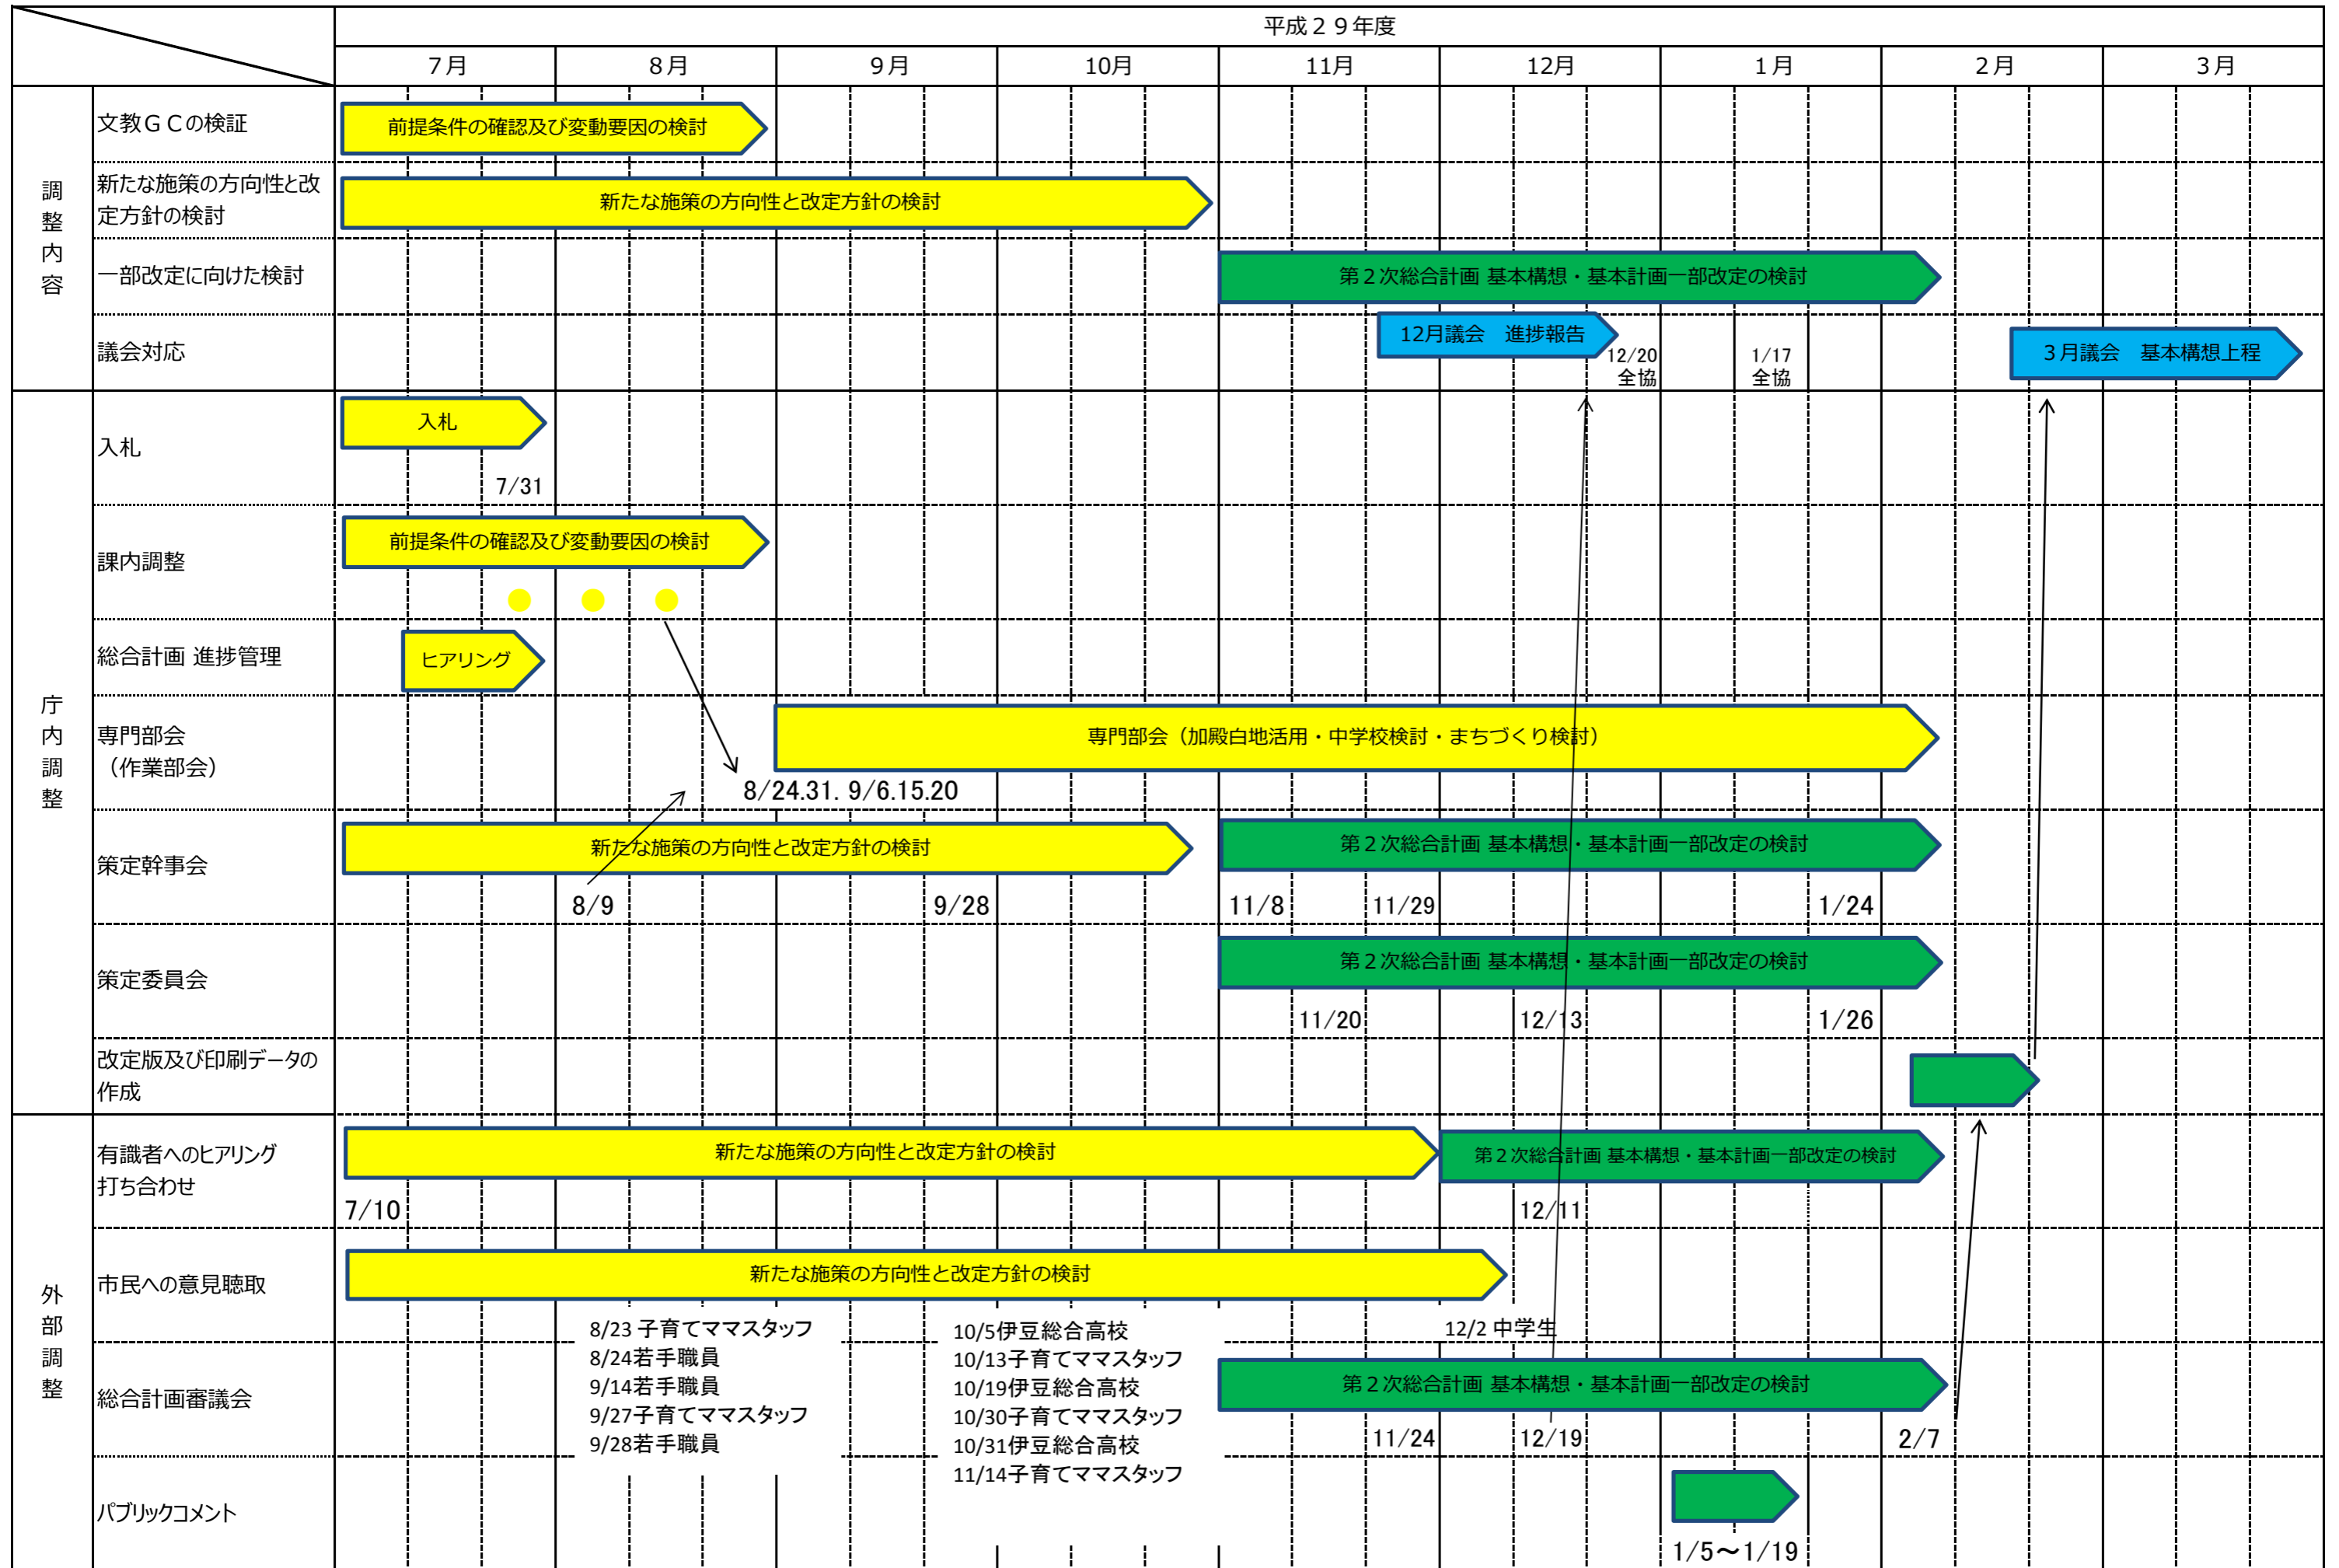 平成２９年度
７月
８月
９月
10月
11月
12月
１月
２月
３月
調整内容
文教ＧＣの検証
前提条件の確認及び変動要因の検討
新たな施策の方向性と改
定方針の検討
新たな施策の方向性と改定方針の検討
一部改定に向けた検討
第２次総合計画 基本構想・基本計画一部改定の検討
議会対応
12月議会　進捗報告
12/20
全協
1/17
全協
３月議会　基本構想上程
庁内調整
入札
入札
7/31
課内調整
前提条件の確認及び変動要因の検討
総合計画 進捗管理
ヒアリング
専門部会
（作業部会）
専門部会（加殿白地活用・中学校検討・まちづくり検討）
8/24.31. 9/6.15.20
策定幹事会
新たな施策の方向性と改定方針の検討
第２次総合計画 基本構想・基本計画一部改定の検討
8/9
9/28
11/8
11/29
1/24
策定委員会
第２次総合計画 基本構想・基本計画一部改定の検討
11/20
12/13
1/26
改定版及び印刷データの
作成
外部調整
有識者へのヒアリング
打ち合わせ
新たな施策の方向性と改定方針の検討
第２次総合計画 基本構想・基本計画一部改定の検討
7/10
12/11
市民への意見聴取
新たな施策の方向性と改定方針の検討
8/23 子育てママスタッフ
8/24若手職員
9/14若手職員
9/27子育てママスタッフ
9/28若手職員
10/5伊豆総合高校
10/13子育てママスタッフ
10/19伊豆総合高校
10/30子育てママスタッフ
10/31伊豆総合高校
11/14子育てママスタッフ
12/2 中学生
総合計画審議会
第２次総合計画 基本構想・基本計画一部改定の検討
11/24
12/19
2/7
パブリックコメント
1/5～1/19